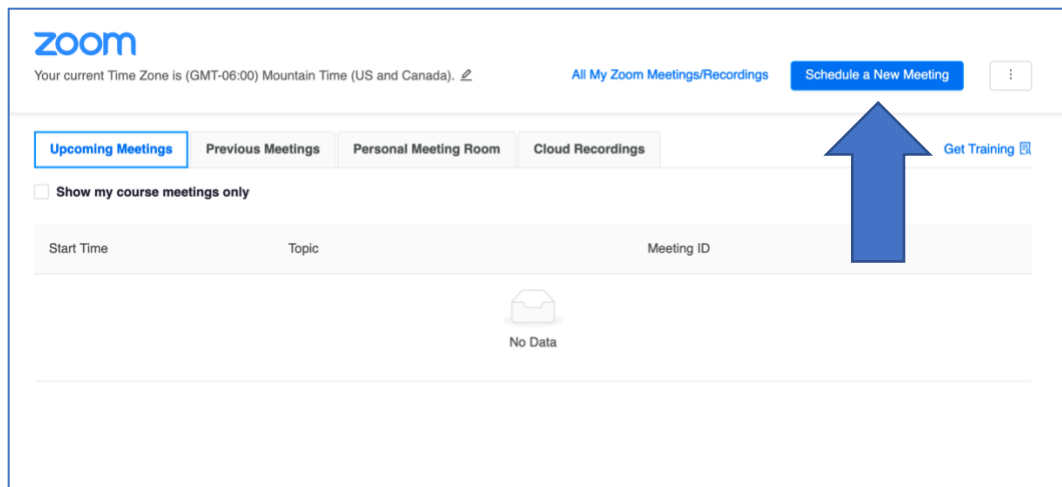 zoom
Your current Time Zone is (GMT-06:00) Mountain Time (US and Canada).
All My Zoom Meetings/Recordings
Schedule a New Meeting
Upcoming Meetings
Previous Meetings
Personal Meeting Room
Cloud Recordings
Get Training
Show my course meetings only
Start Time
Topic
Meeting ID
No Data